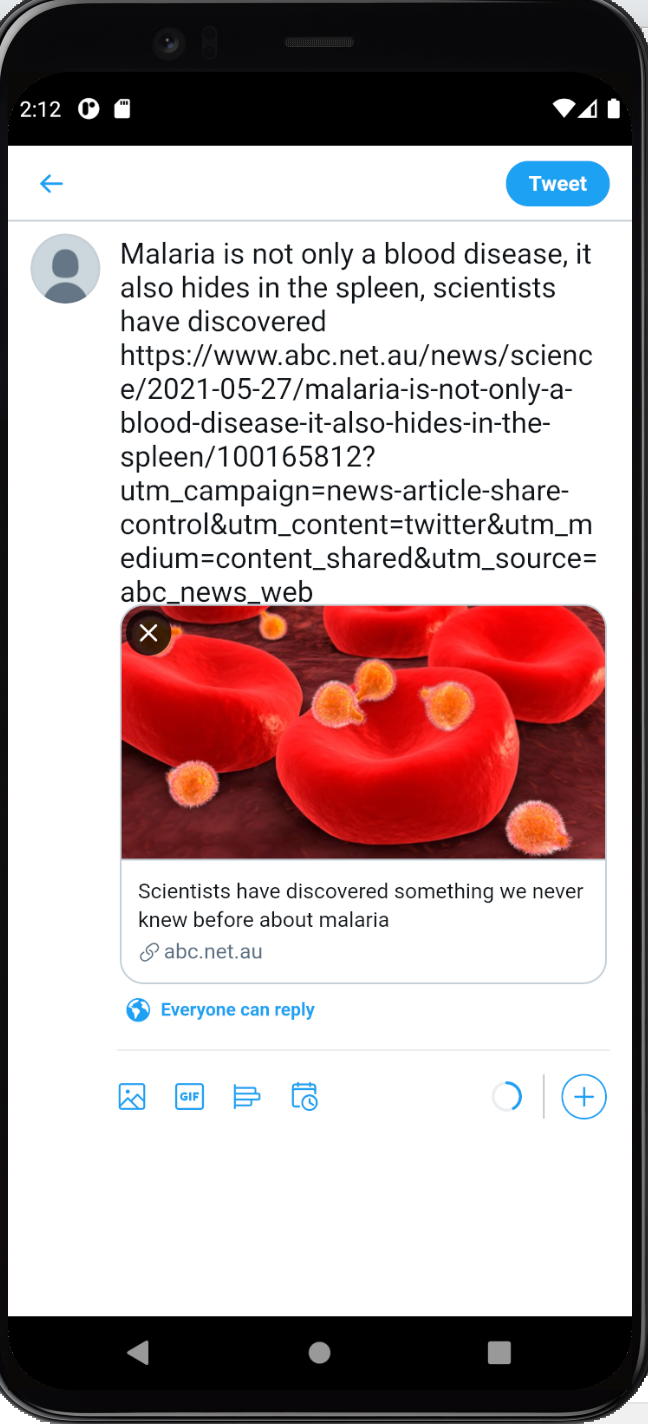 2:12
Tweet
Malaria is not only a blood disease, it
also hides in the spleen, scientists
have discovered
https://www.abc.net.au/news/scienc
e/2021-05-27/malaria-is-not-only-a-
blood-disease-it-also-hides-in-the-
spleen/100165812?
utm_campaign=news-article-share-
control&utm_content=twitter&utm_m
edium=content_shared&utm_source=
abc_news_web
Scientists have discovered something we never
knew before about malaria
abc.net.au
Everyone can reply
GIF